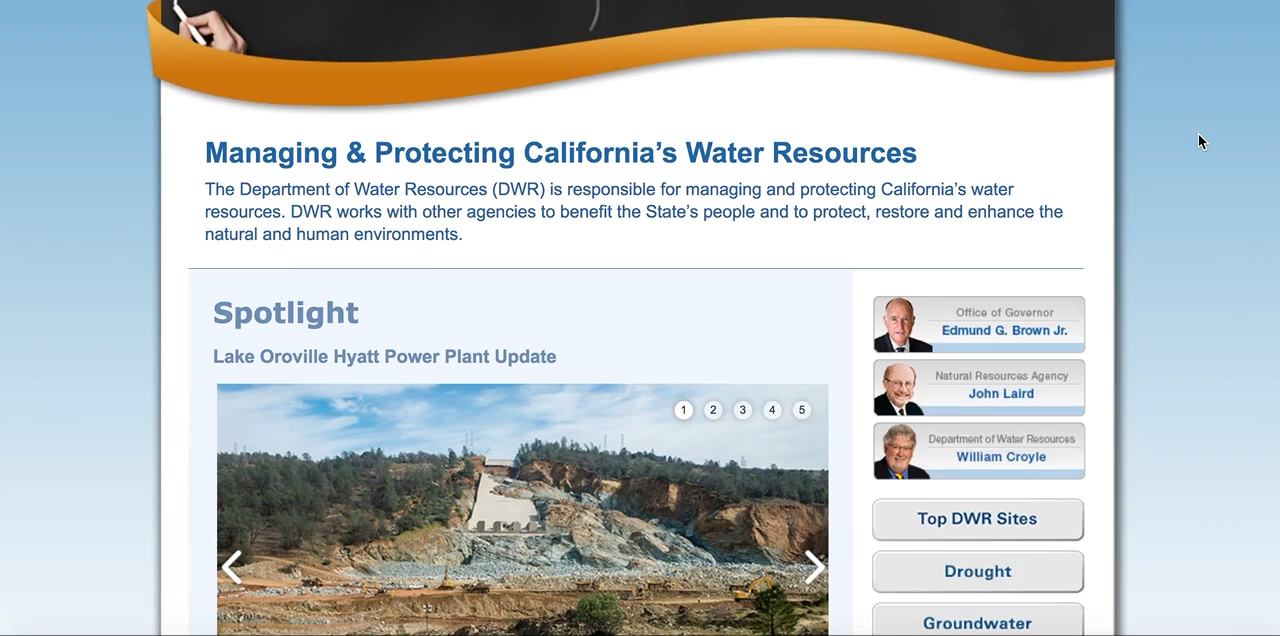 Managing & Protecting California’s Water Resources
The Department of Water Resources (DWR) is responsible for managing and protecting California’s water
resources. DWR works with other agencies to benefit the State’s people and to protect, restore and enhance the
natural and human environments.
Spotlight
Lake Oroville Hyatt Power Plant Update
1 2 3 4 5
Office of Governor
Edmund G. Brown Jr.
Natural Resources Agency
John Laird
Department of Water Resources
William Croyle
Top DWR Sites
Drought
Groundwater